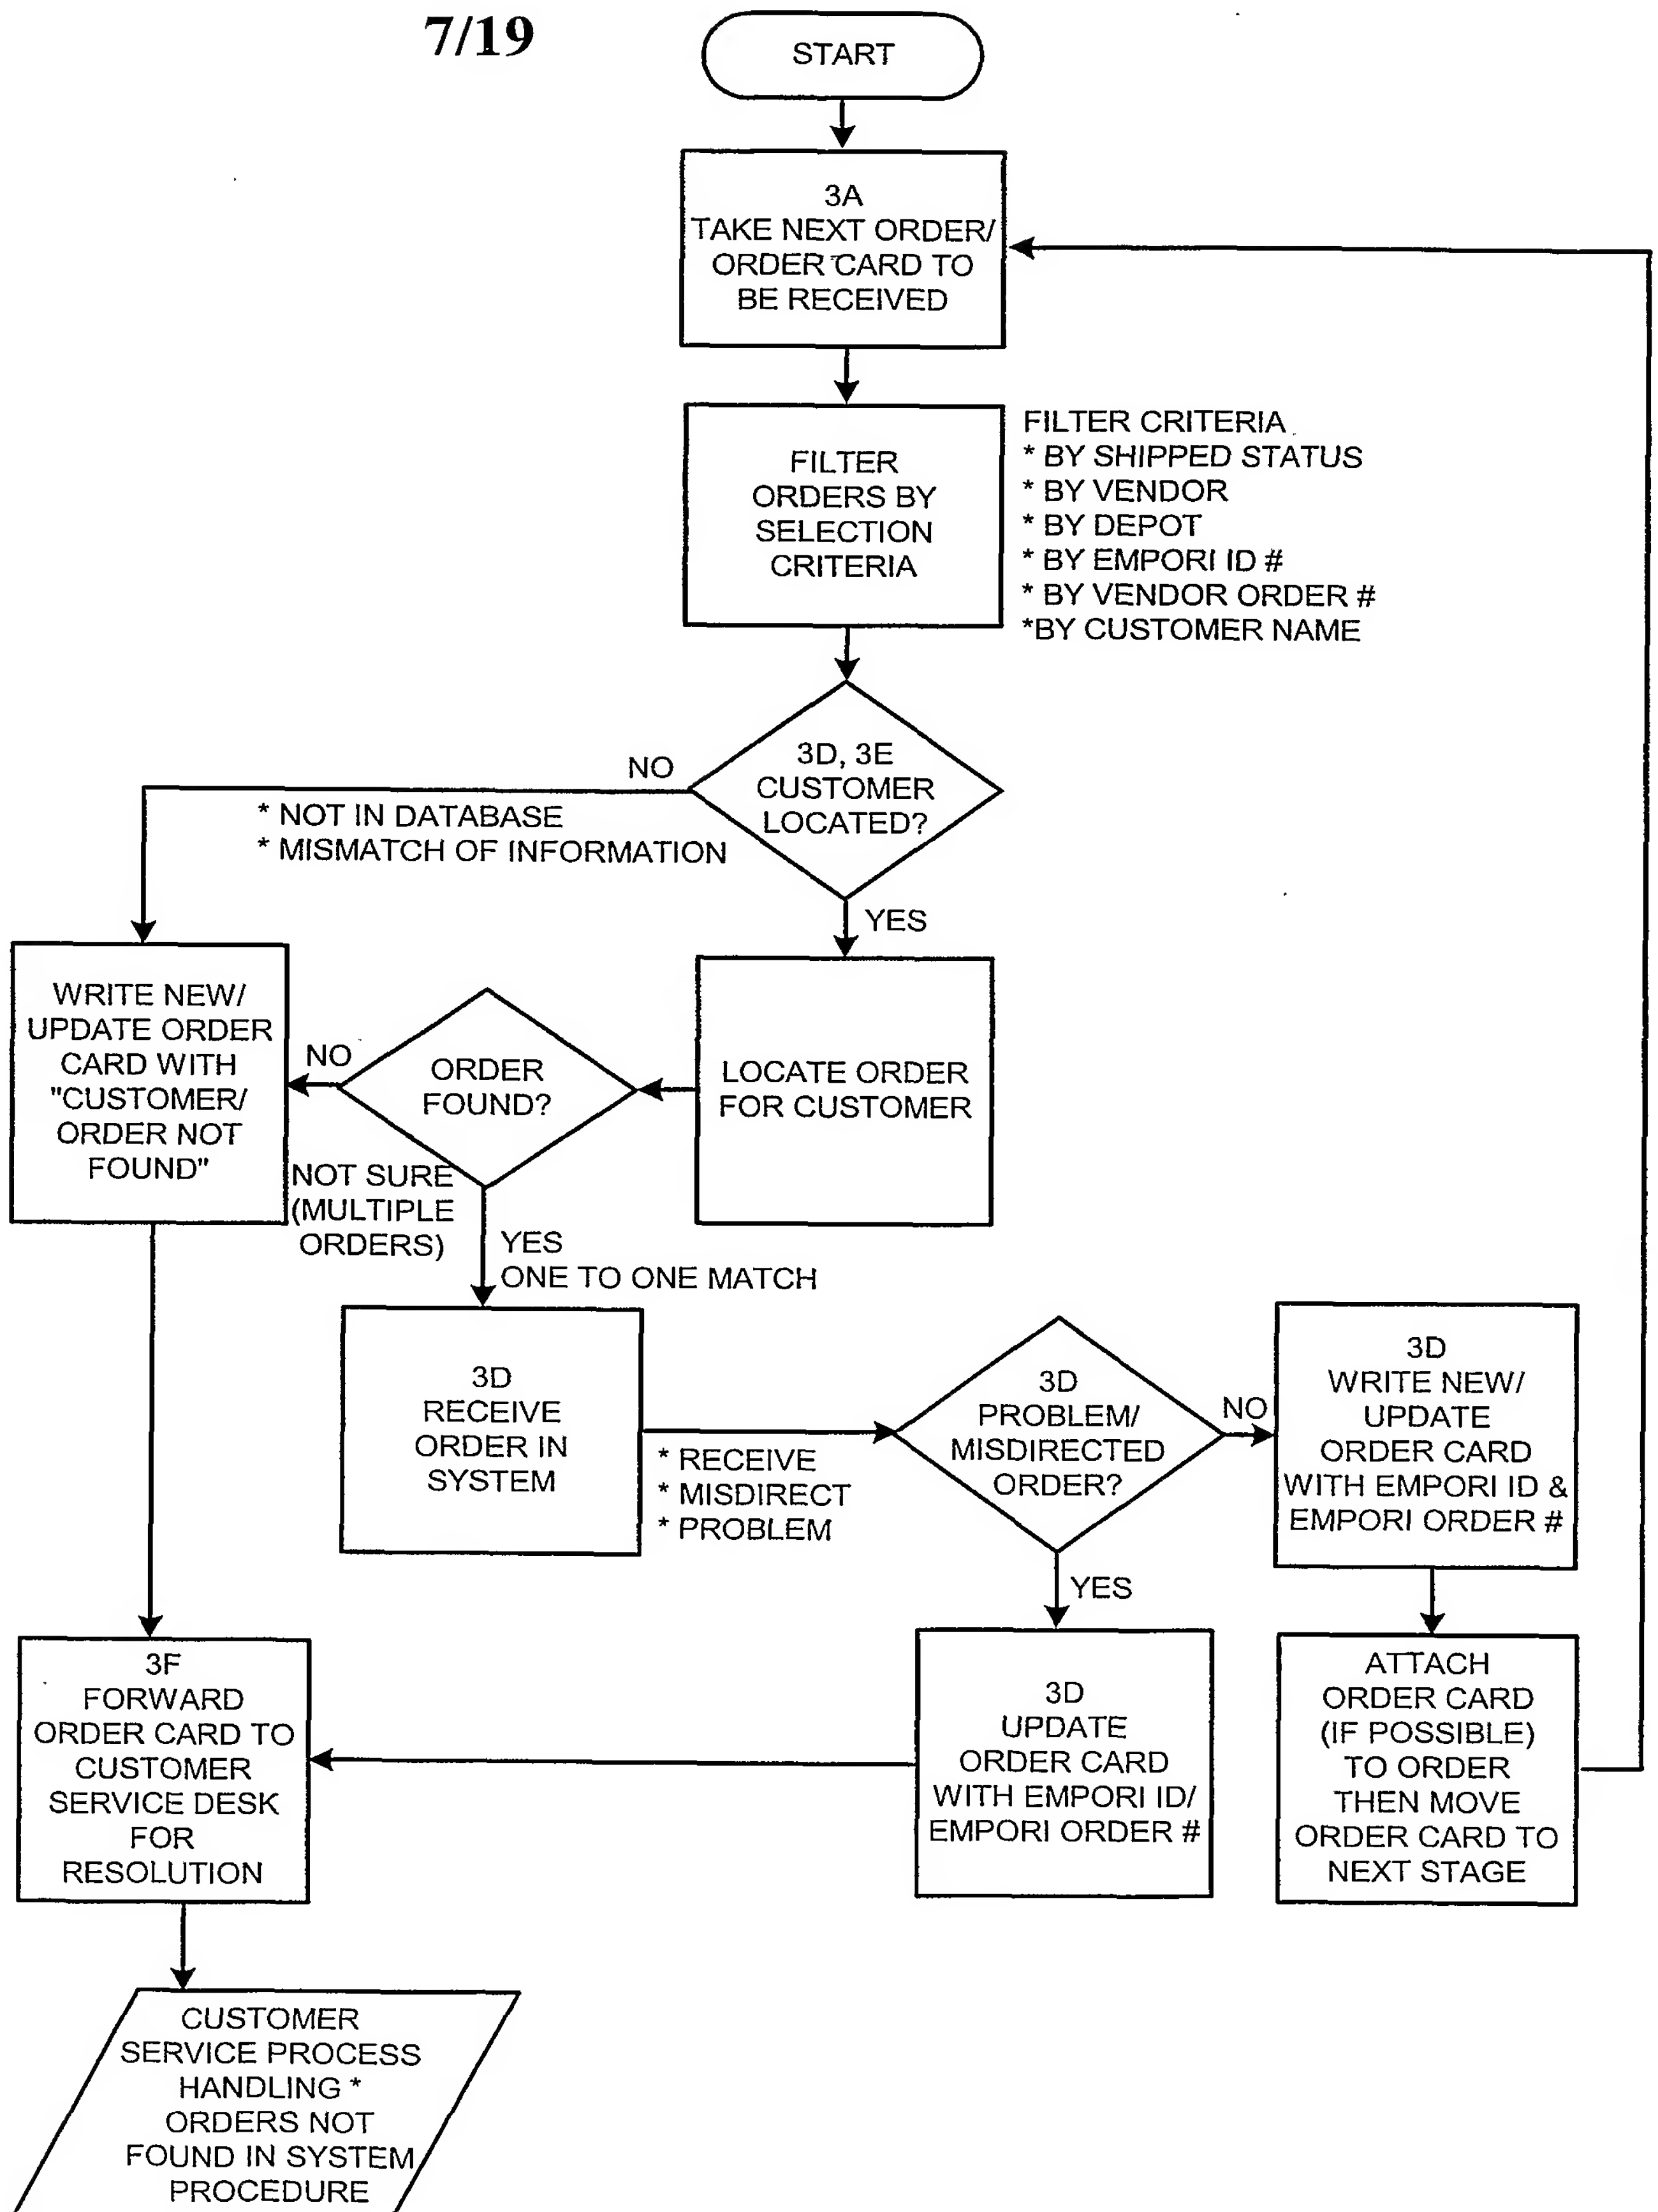 7/19
START
3A
TAKE NEXT ORDER/
ORDER CARD TO
BE RECEIVED
FILTER
ORDERS BY
SELECTION
CRITERIA
FILTER CRITERIA
* BY SHIPPED STATUS
* BY VENDOR
* BY DEPOT
* BY EMPORI ID #
* BY VENDOR ORDER #
*BY CUSTOMER NAME
3D, 3E
CUSTOMER
LOCATED?
NO
* NOT IN DATABASE
* MISMATCH OF INFORMATION
YES
WRITE NEW/
UPDATE ORDER
CARD WITH
"CUSTOMER/
ORDER NOT
FOUND"
NO
ORDER
FOUND?
LOCATE ORDER
FOR CUSTOMER
NOT SURE
(MULTIPLE
ORDERS)
YES
ONE TO ONE MATCH
3D
RECEIVE
ORDER IN
SYSTEM
* RECEIVE
* MISDIRECT
* PROBLEM
3D
PROBLEM/
MISDIRECTED
ORDER?
NO
3D
WRITE NEW/
UPDATE
ORDER CARD
WITH EMPORI ID &
EMPORI ORDER #
YES
3F
FORWARD
ORDER CARD TO
CUSTOMER
SERVICE DESK
FOR
RESOLUTION
3D
UPDATE
ORDER CARD
WITH EMPORI ID/
EMPORI ORDER #
ATTACH
ORDER CARD
(IF POSSIBLE)
TO ORDER
THEN MOVE
ORDER CARD TO
NEXT STAGE
CUSTOMER
SERVICE PROCESS
HANDLING *
ORDERS NOT
FOUND IN SYSTEM
PROCEDURE